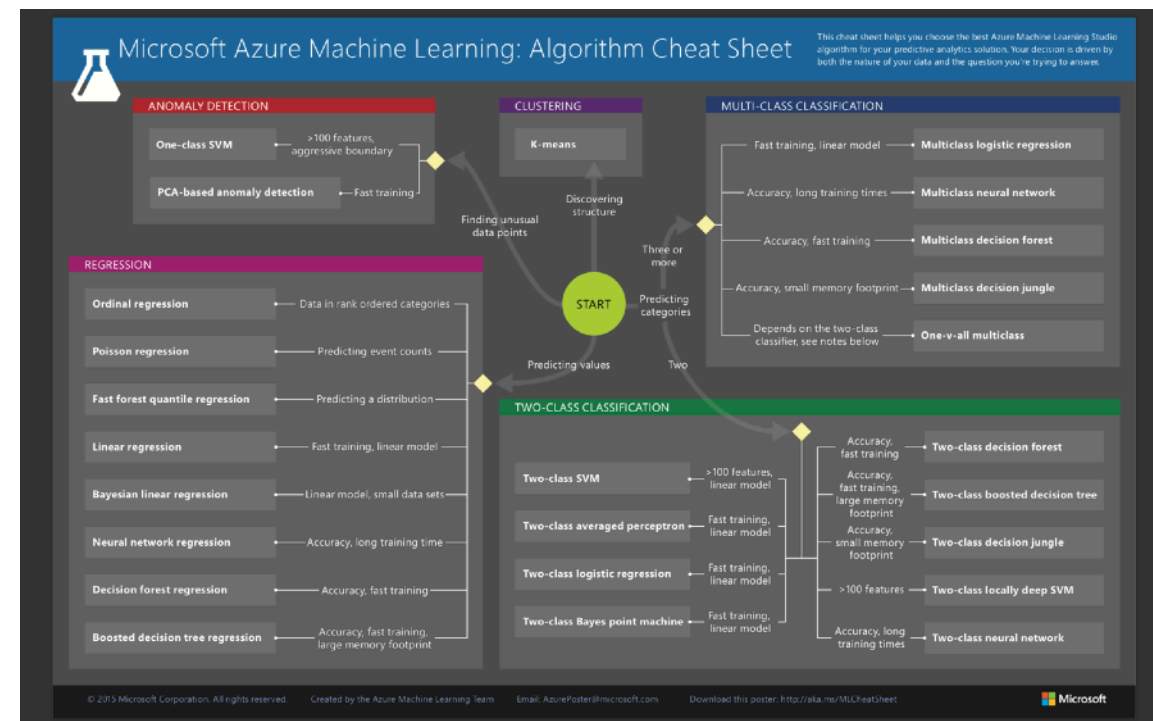 Microsoft Azure Machine Learning: Algorithm Cheat Sheet
This cheat sheet helps you choose the best Azure Machine Learning Studio
algorithm for your predictive analytics solution. Your decision is driven by
both the nature of your data and the question you're trying to answer.
ANOMALY DETECTION
One-class SVM
>100 features,
aggressive boundary
PCA-based anomaly detection
Fast training
CLUSTERING
K-means
MULTI-CLASS CLASSIFICATION
Fast training, linear model
Multiclass logistic regression
Accuracy, long training times
Multiclass neural network
Accuracy, fast training
Multiclass decision forest
Accuracy, small memory footprint
Multiclass decision jungle
Depends on the two-class
classifier, see notes below
One-v-all multiclass
Finding unusual
data points
Discovering
structure
Three or
more
START
Predicting
categories
Predicting values
Two
REGRESSION
Ordinal regression
Data in rank ordered categories
Poisson regression
Predicting event counts
Fast forest quantile regression
Predicting a distribution
Linear regression
Fast training, linear model
Bayesian linear regression
Linear model, small data sets
Neural network regression
Accuracy, long training time
Decision forest regression
Accuracy, fast training
Boosted decision tree regression
Accuracy, fast training,
large memory footprint
TWO-CLASS CLASSIFICATION
Two-class SVM
>100 features,
linear model
Two-class averaged perceptron
Fast training,
linear model
Two-class logistic regression
Fast training,
linear model
Two-class Bayes point machine
Fast training,
linear model
Accuracy,
fast training
Two-class decision forest
Accuracy,
fast training,
large memory
footprint
Two-class boosted decision tree
Accuracy,
small memory
footprint
Two-class decision jungle
>100 features
Two-class locally deep SVM
Accuracy, long
training times
Two-class neural network
© 2015 Microsoft Corporation. All rights reserved.
Created by the Azure Machine Learning Team
Email: AzurePoster@microsoft.com
Download this poster: http://aka.ms/MLCheatSheet
Microsoft